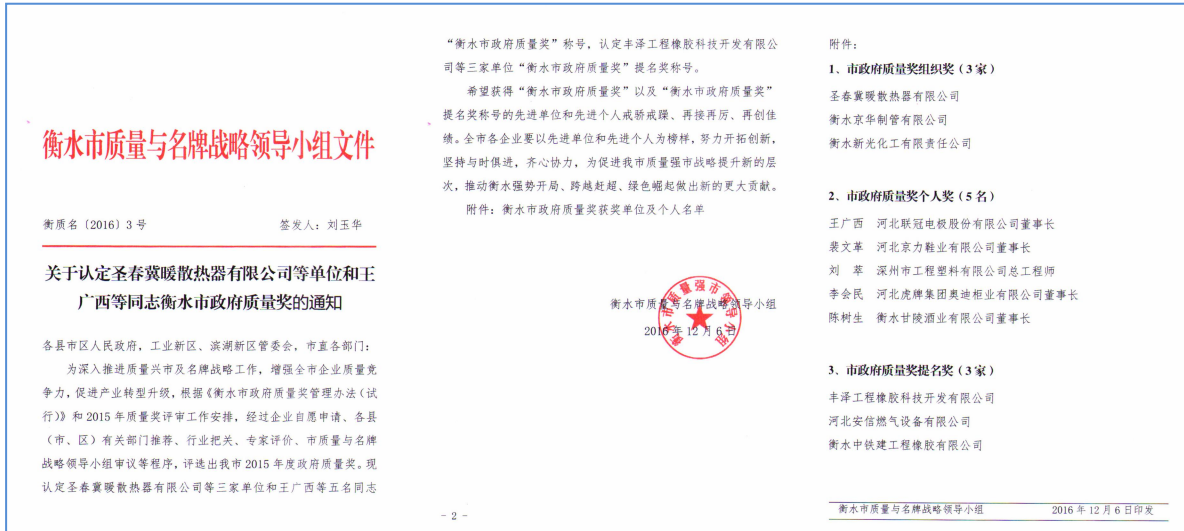 衡水市质量与名牌战略领导小组文件
衡质名〔2016〕3号 签发人：刘玉华
关于认定圣春冀暖散热器有限公司等单位和王
广西等同志衡水市政府质量奖的通知
各县市区人民政府，工业新区、滨湖新区管委会，市直各部门：
为深入推进质量兴市及名牌战略工作，增强全市企业质量竞
争力，促进产业转型升级，根据《衡水市政府质量奖管理办法（试
行）》和2015年质量奖评审工作安排，经过企业自愿申请、各县
（市、区）有关部门推荐、行业把关、专家评价、市质量与名牌
战略领导小组审议等程序，评选出我市2015年度政府质量奖。现
认定圣春冀暖散热器有限公司等三家单位和王广西等五名同志
“衡水市政府质量奖”称号，认定丰泽工程橡胶科技开发有限公
司等三家单位“衡水市政府质量奖”提名奖称号。
希望获得“衡水市政府质量奖”以及“衡水市政府质量奖”
提名奖称号的先进单位和先进个人戒骄戒躁、再接再厉、再创佳
绩。全市各企业要以先进单位和先进个人为榜样，努力开拓创新，
坚持与时俱进，齐心协力，为促进我市质量强市战略提升新的层
次，推动衡水强势开局、跨越赶超、绿色崛起做出新的更大贡献。
附件：衡水市政府质量奖获奖单位及个人名单
衡水市质量与名牌战略领导小组
2016年12月6日
衡水市质量强市领导小组
- 2 -
附件：
1、市政府质量奖组织奖（3家）
圣春冀暖散热器有限公司
衡水京华制管有限公司
衡水新光化工有限责任公司
2、市政府质量奖个人奖（5名）
王广西 河北联冠电极股份有限公司董事长
裴文革 河北京力鞋业有限公司董事长
刘 萃 深州市工程塑料有限公司总工程师
李会民 河北虎牌集团奥迪柜业有限公司董事长
陈树生 衡水甘陵酒业有限公司董事长
3、市政府质量奖提名奖（3家）
丰泽工程橡胶科技开发有限公司
河北安信燃气设备有限公司
衡水中铁建工程橡胶有限公司
衡水市质量与名牌战略领导小组 2016年12月6日印发